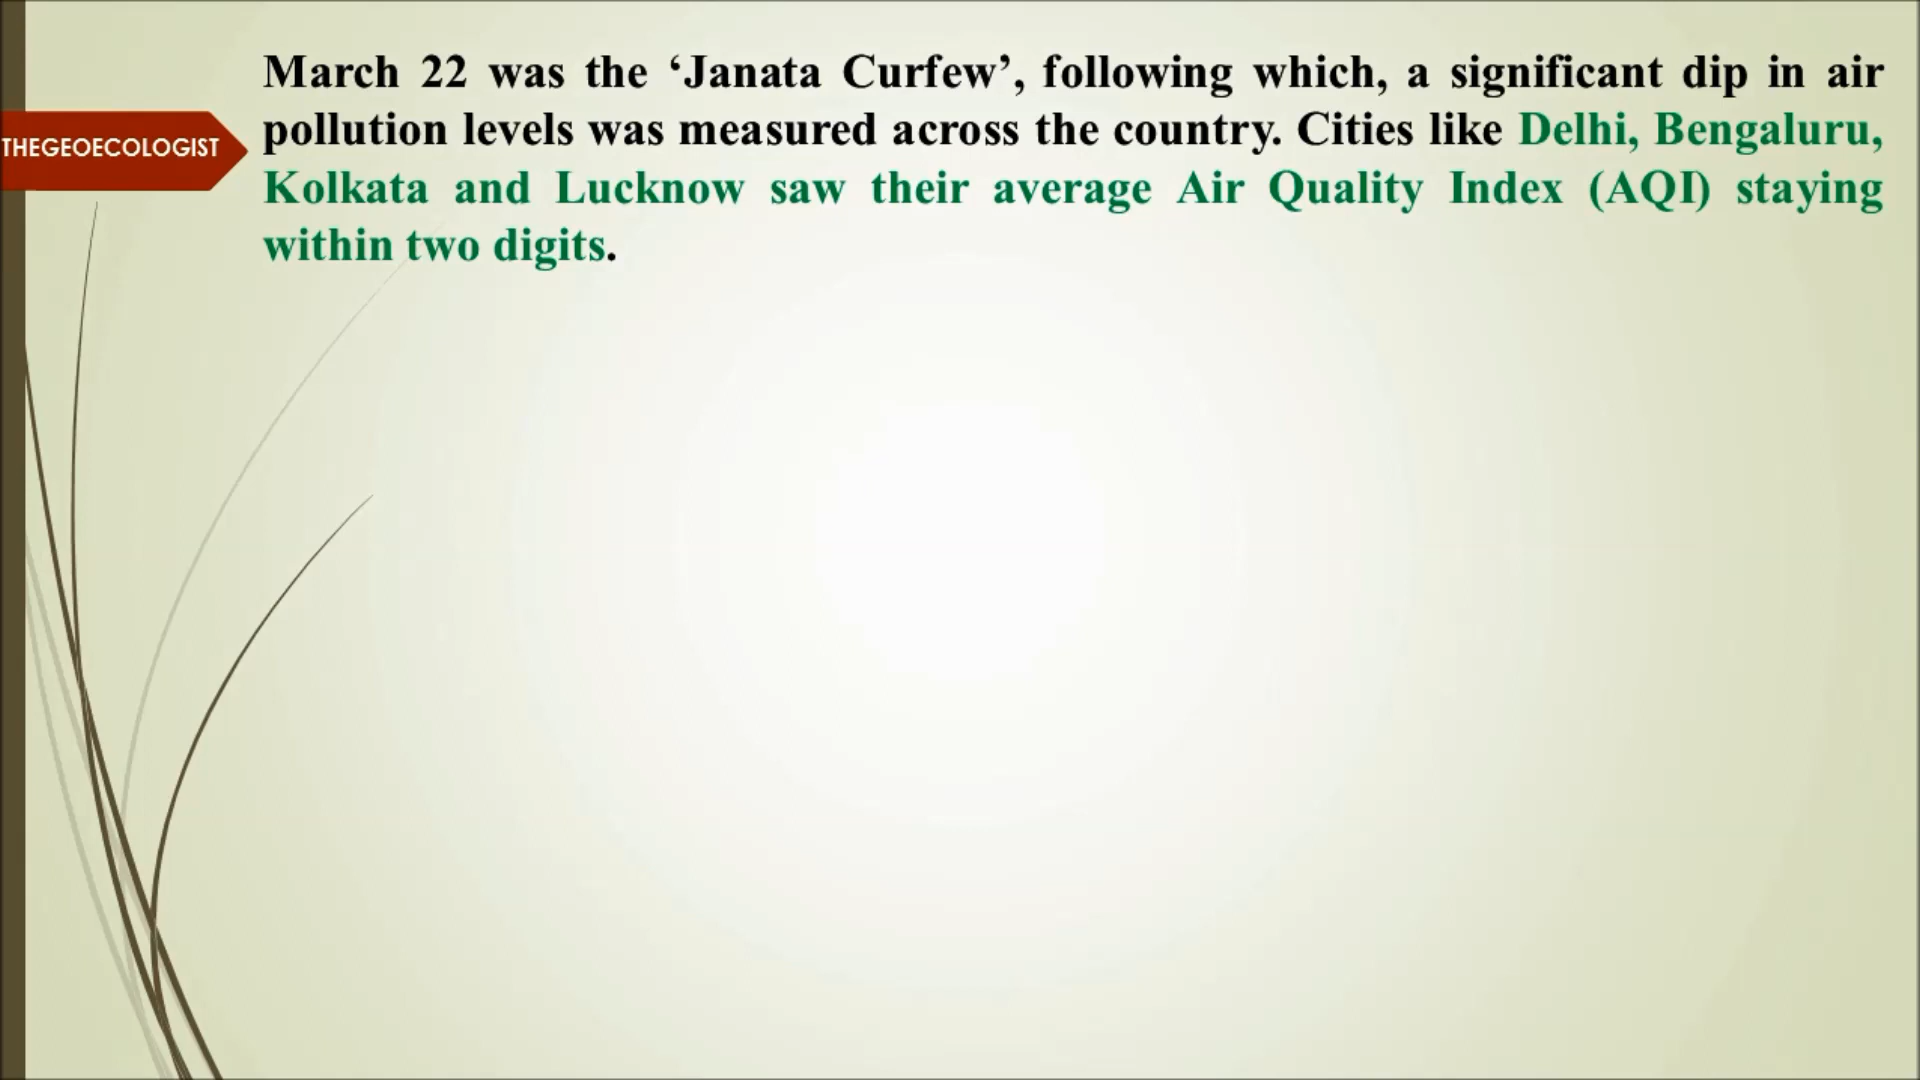 March 22 was the ‘Janata Curfew’, following which, a significant dip in air
pollution levels was measured across the country. Cities like Delhi, Bengaluru,
Kolkata and Lucknow saw their average Air Quality Index (AQI) staying
within two digits.
THEGEOECOLOGIST